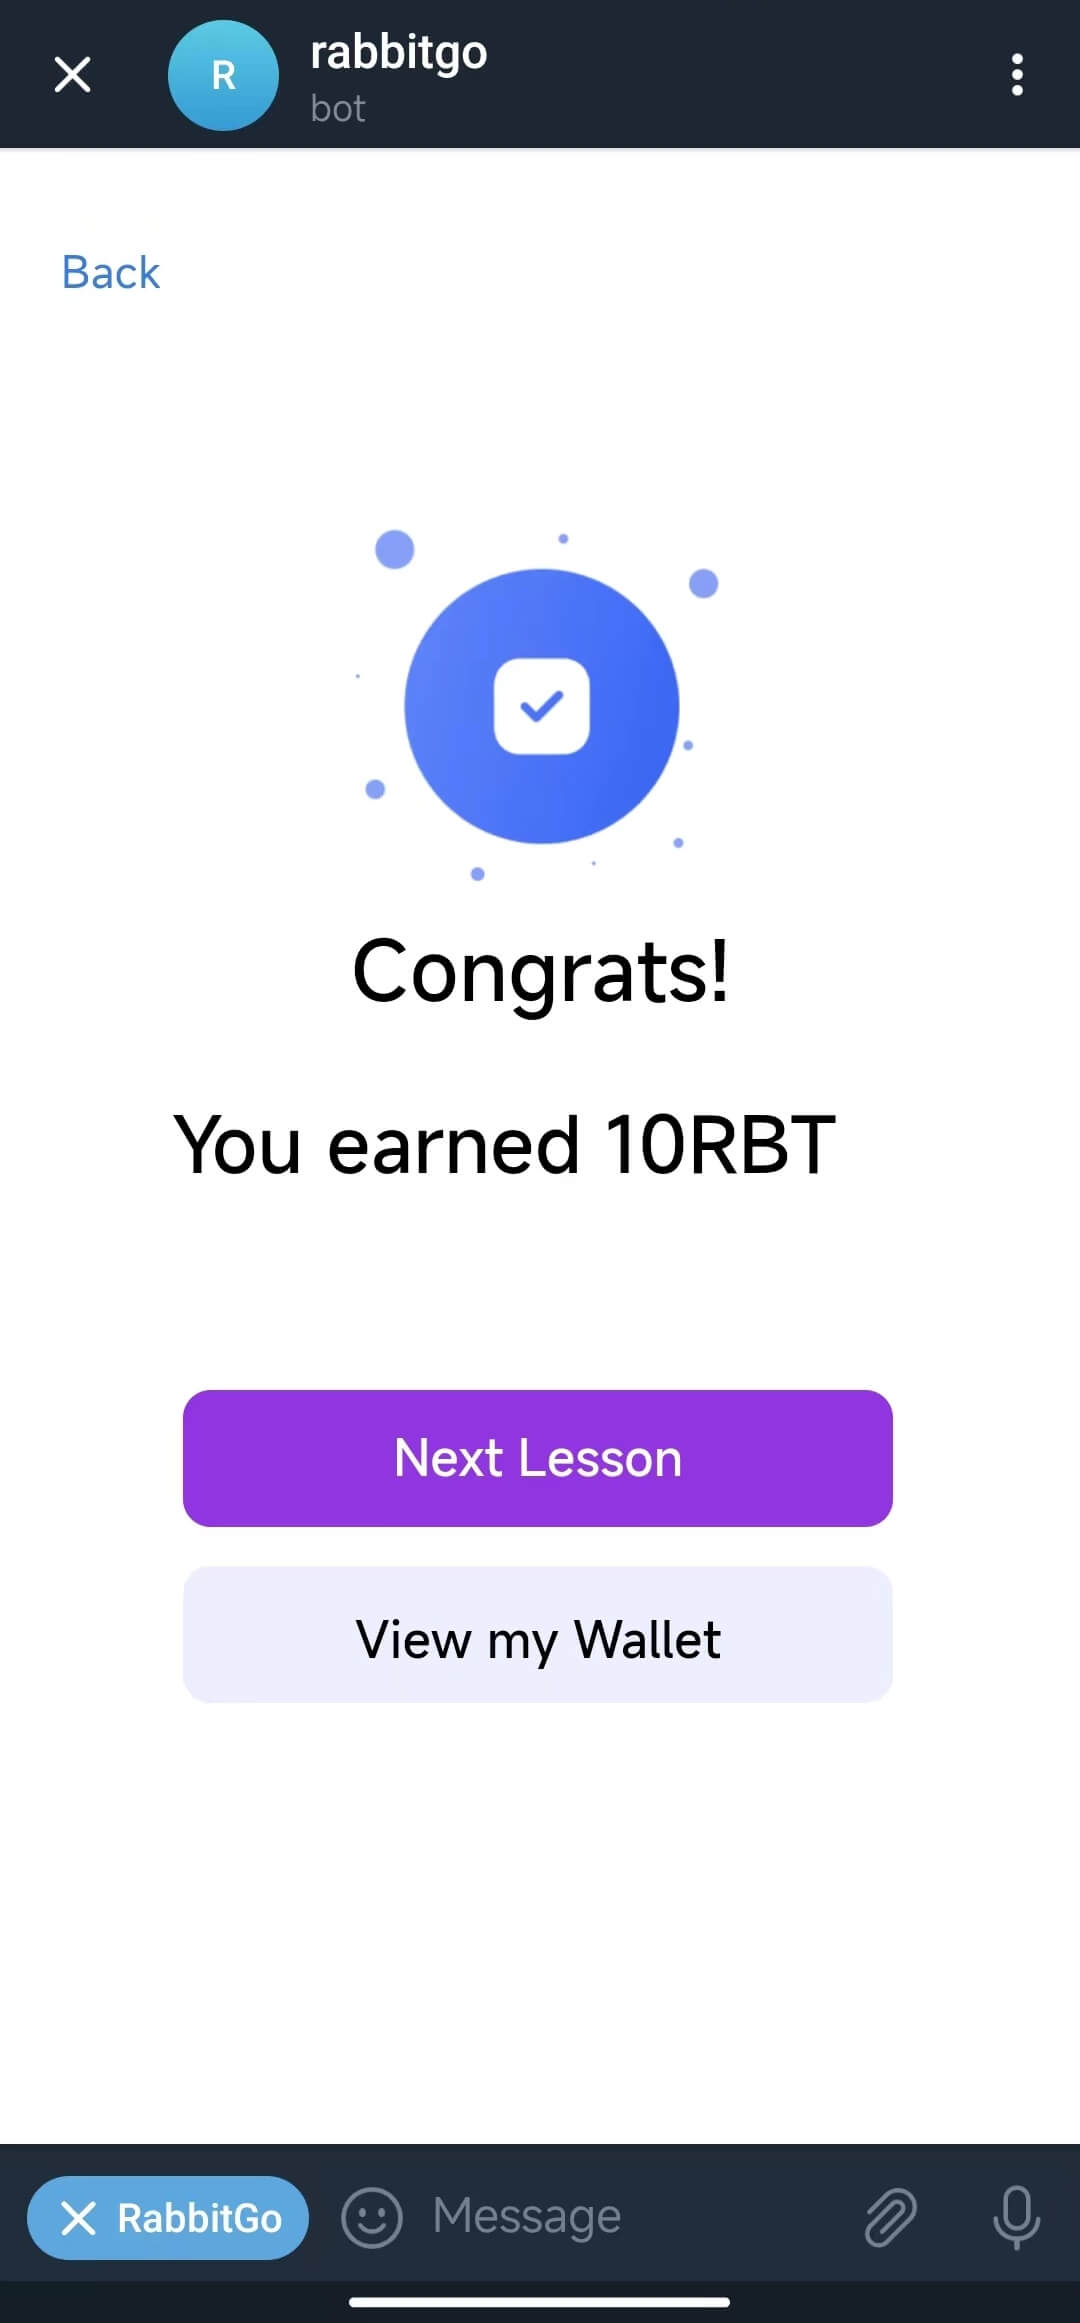 R
rabbitgo
bot
Back
Congrats!
You earned 10RBT
Next Lesson
View my Wallet
RabbitGo
Message